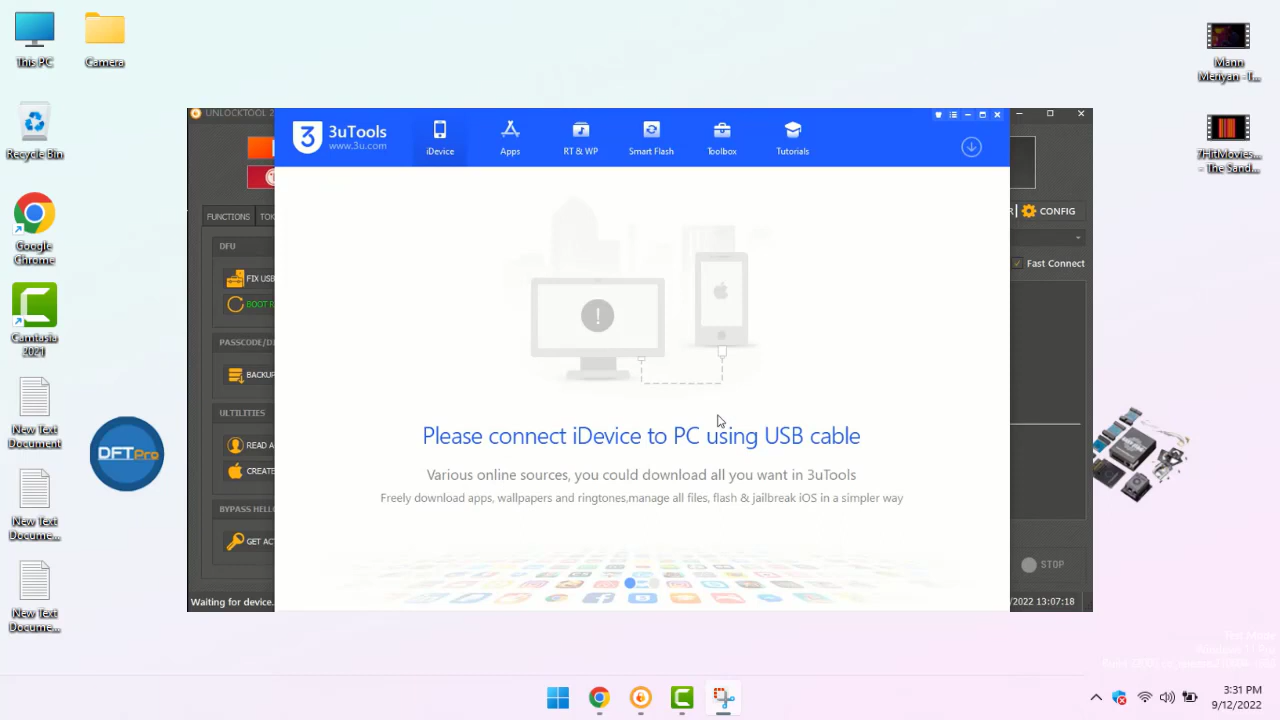 This PC
Camera
Recycle Bin
Google
Chrome
Camtasia
2021
New Text
Document
New Text
Docume...
New Text
Docume...
DFTPro
Mann
Meriyan -T...
7HitMovies...
- The Sand...
UNLOCKTOOL 2
3uTools
www.3u.com
iDevice
Apps
RT & WP
Smart Flash
Toolbox
Tutorials
FUNCTIONS
CONFIG
DFU
FIX USB
Fast Connect
PASSCODE/D
BACKUP
ULTILITIES
READ A
CREATE
BYPASS HELL
GET AC
STOP
Waiting for device.
/2022 13:07:18
!
Please connect iDevice to PC using USB cable
Various online sources, you could download all you want in 3uTools
Freely download apps, wallpapers and ringtones,manage all files, flash & jailbreak iOS in a simpler way
Test Mode
Windows 11 Pro
3:31 PM
9/12/2022